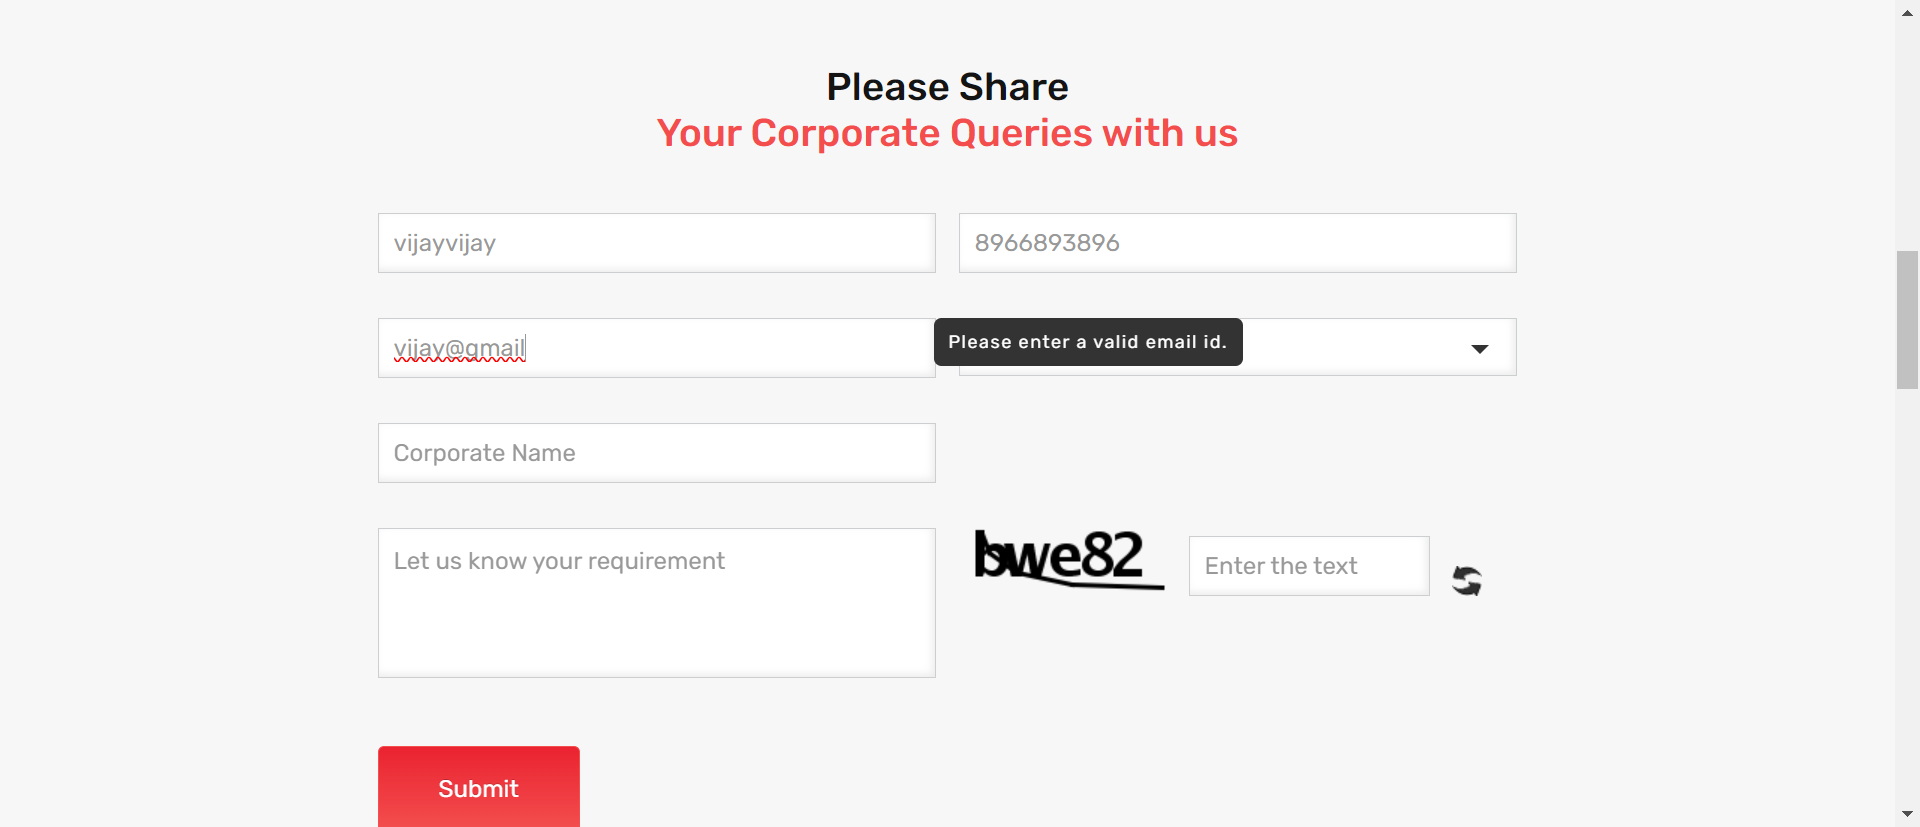 Please Share
Your Corporate Queries with us
vijayvijay
8966893896
vijay@gmail
Please enter a valid email id.
Corporate Name
Let us know your requirement
bwe82
Enter the text
Submit